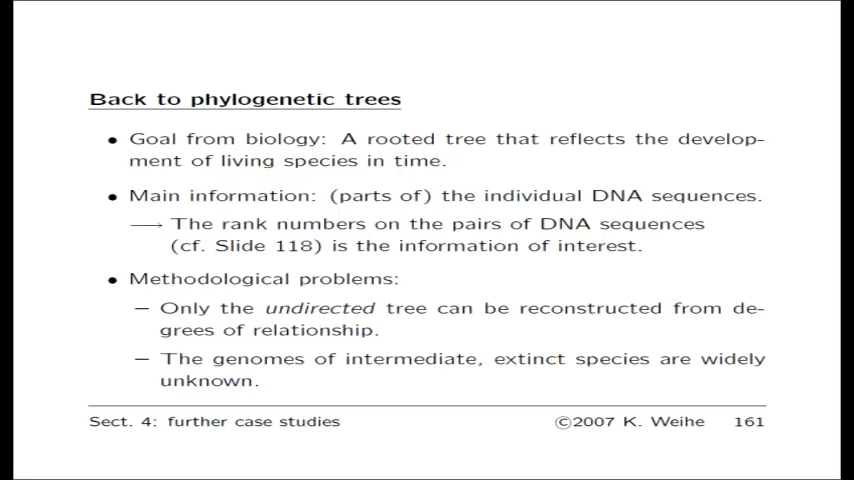 Back to phylogenetic trees
• Goal from biology: A rooted tree that reflects the develop-
ment of living species in time.
• Main information: (parts of) the individual DNA sequences.
⟶ The rank numbers on the pairs of DNA sequences
(cf. Slide 118) is the information of interest.
• Methodological problems:
– Only the undirected tree can be reconstructed from de-
grees of relationship.
– The genomes of intermediate, extinct species are widely
unknown.
Sect. 4: further case studies ©2007 K. Weihe 161